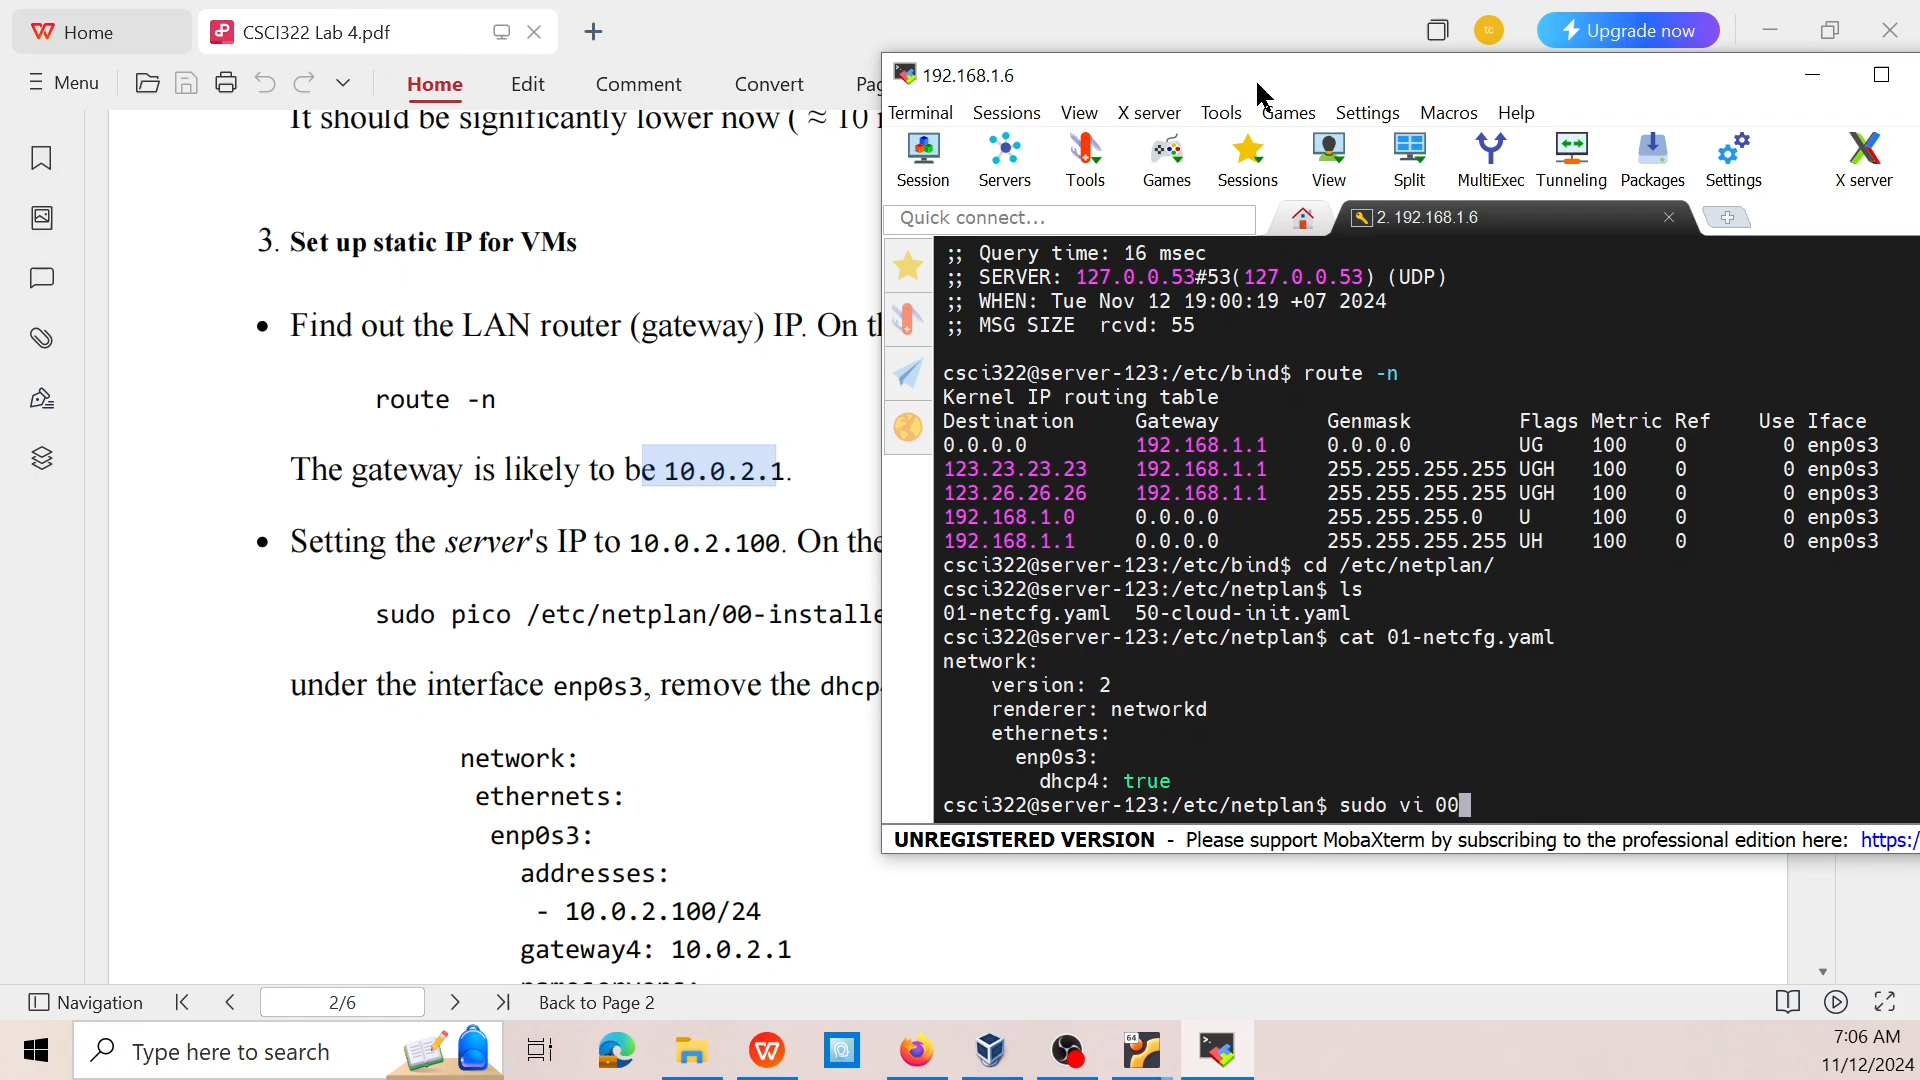 Home
CSCI322 Lab 4.pdf
tc
Upgrade now
Menu
Home
Edit
Comment
Convert
It should be significantly lower now ( ≈ 10
3. Set up static IP for VMs
• Find out the LAN router (gateway) IP. On
route -n
The gateway is likely to be 10.0.2.1.
• Setting the server's IP to 10.0.2.100. On the
sudo pico /etc/netplan/00-installe
under the interface enp0s3, remove the dhcp
network:
ethernets:
enp0s3:
addresses:
- 10.0.2.100/24
gateway4: 10.0.2.1
192.168.1.6
Terminal Sessions View X server Tools Games Settings Macros Help
Session Servers Tools Games Sessions View Split MultiExec Tunneling Packages Settings X server
Quick connect...
2. 192.168.1.6
;; Query time: 16 msec
;; SERVER: 127.0.0.53#53(127.0.0.53) (UDP)
;; WHEN: Tue Nov 12 19:00:19 +07 2024
;; MSG SIZE  rcvd: 55
csci322@server-123:/etc/bind$ route -n
Kernel IP routing table
Destination     Gateway         Genmask         Flags Metric Ref    Use Iface
0.0.0.0         192.168.1.1     0.0.0.0         UG    100    0        0 enp0s3
123.23.23.23    192.168.1.1     255.255.255.255 UGH   100    0        0 enp0s3
123.26.26.26    192.168.1.1     255.255.255.255 UGH   100    0        0 enp0s3
192.168.1.0     0.0.0.0         255.255.255.0   U     100    0        0 enp0s3
192.168.1.1     0.0.0.0         255.255.255.255 UH    100    0        0 enp0s3
csci322@server-123:/etc/bind$ cd /etc/netplan/
csci322@server-123:/etc/netplan$ ls
01-netcfg.yaml  50-cloud-init.yaml
csci322@server-123:/etc/netplan$ cat 01-netcfg.yaml
network:
version: 2
renderer: networkd
ethernets:
enp0s3:
dhcp4: true
csci322@server-123:/etc/netplan$ sudo vi 00
UNREGISTERED VERSION - Please support MobaXterm by subscribing to the professional edition here: https:/
Navigation
2/6
Back to Page 2
Type here to search
64
7:06 AM
11/12/2024